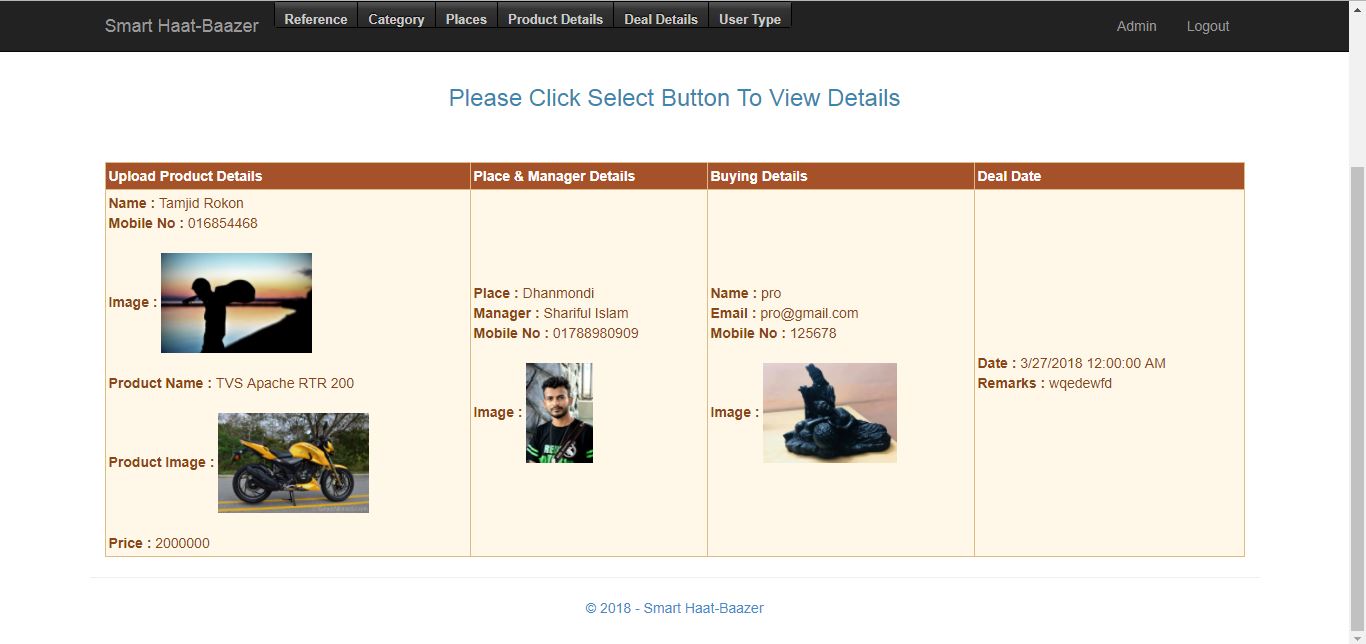 Smart Haat-Baazer
Reference
Category
Places
Product Details
Deal Details
User Type
Admin
Logout
Please Click Select Button To View Details
Upload Product Details
Place & Manager Details
Buying Details
Deal Date
Name : Tamjid Rokon
Mobile No : 016854468
Image :
Product Name : TVS Apache RTR 200
Product Image :
Price : 2000000
Place : Dhanmondi
Manager : Shariful Islam
Mobile No : 01788980909
Image :
Name : pro
Email : pro@gmail.com
Mobile No : 125678
Image :
Date : 3/27/2018 12:00:00 AM
Remarks : wqedewfd
© 2018 - Smart Haat-Baazer